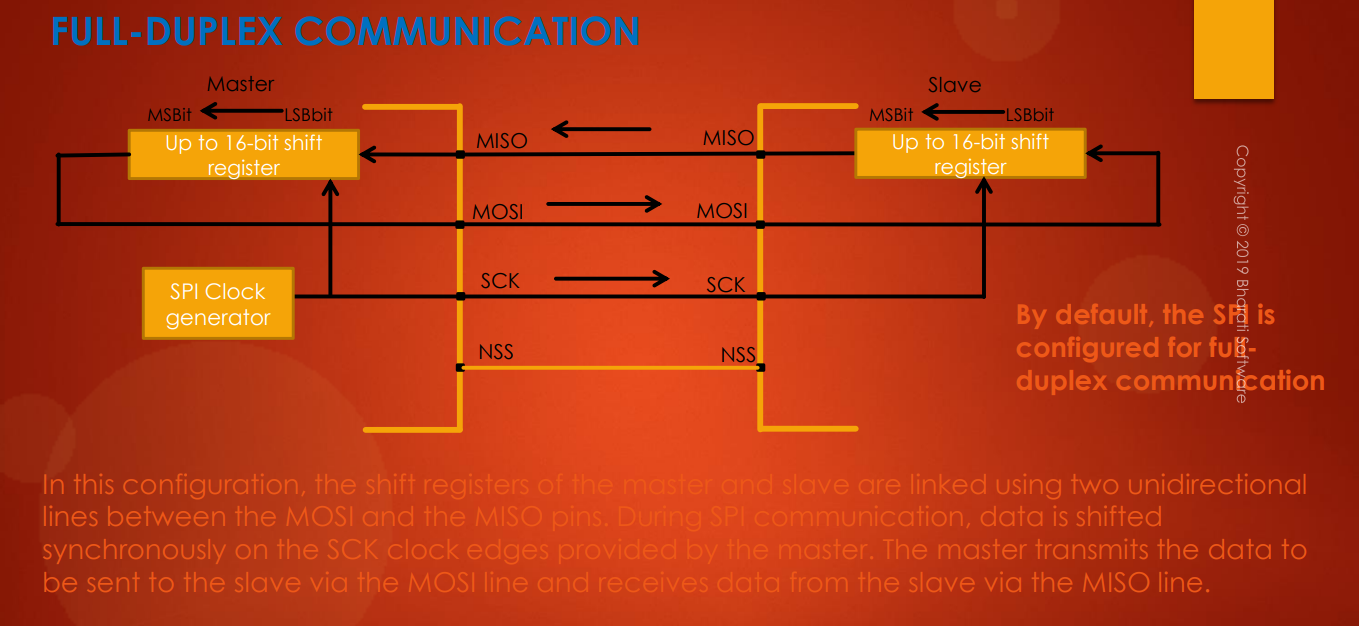 FULL-DUPLEX COMMUNICATION
Master
MSBit
LSBbit
Up to 16-bit shift
register
SPI Clock
generator
MISO
MISO
MOSI
MOSI
SCK
SCK
NSS
NSS
Slave
MSBit
LSBbit
Up to 16-bit shift
register
By default, the SPI is
configured for full-
duplex communication
Copyright © 2019 Bharati Software
In this configuration, the shift registers of the master and slave are linked using two unidirectional
lines between the MOSI and the MISO pins. During SPI communication, data is shifted
synchronously on the SCK clock edges provided by the master. The master transmits the data to
be sent to the slave via the MOSI line and receives data from the slave via the MISO line.